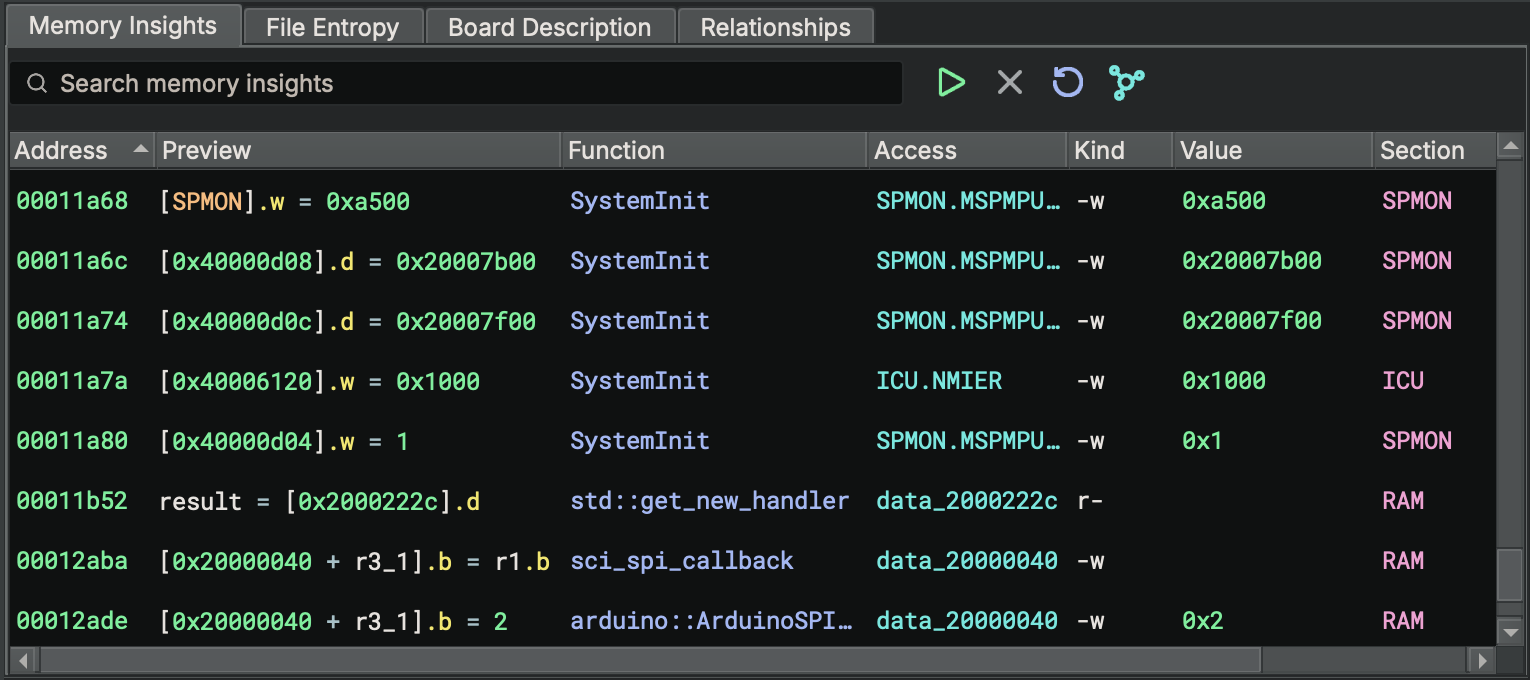 Memory Insights File Entropy Board Description Relationships
Search memory insights
Address Preview Function Access Kind Value Section
00011a68 [SPMON].w = 0xa500 SystemInit SPMON.MSPMPU… -w 0xa500 SPMON
00011a6c [0x40000d08].d = 0x20007b00 SystemInit SPMON.MSPMPU… -w 0x20007b00 SPMON
00011a74 [0x40000d0c].d = 0x20007f00 SystemInit SPMON.MSPMPU… -w 0x20007f00 SPMON
00011a7a [0x40006120].w = 0x1000 SystemInit ICU.NMIER -w 0x1000 ICU
00011a80 [0x40000d04].w = 1 SystemInit SPMON.MSPMPU… -w 0x1 SPMON
00011b52 result = [0x2000222c].d std::get_new_handler data_2000222c r- RAM
00012aba [0x20000040 + r3_1].b = r1.b sci_spi_callback data_20000040 -w RAM
00012ade [0x20000040 + r3_1].b = 2 arduino::ArduinoSPI… data_20000040 -w 0x2 RAM